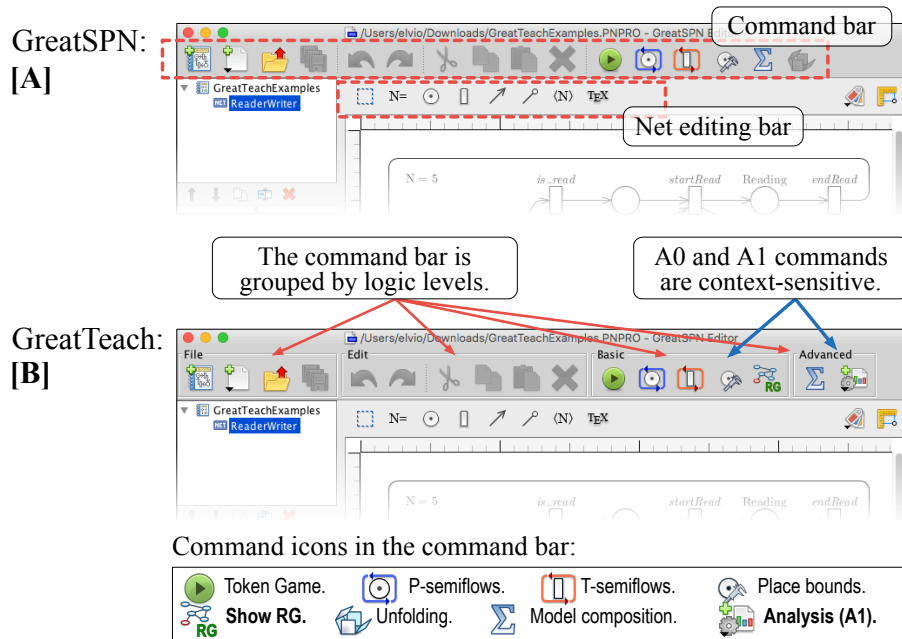 GreatSPN:
[A]
/Users/elvio/Downloads/GreatTeachExamples.PNPRO - GreatSPN Edit
Command bar
GreatTeachExamples
NET ReaderWriter
N= ⟨N⟩ TEX
Net editing bar
N = 5 is_read startRead Reading endRead
The command bar is
grouped by logic levels.
A0 and A1 commands
are context-sensitive.
GreatTeach:
[B]
/Users/elvio/Downloads/GreatTeachExamples.PNPRO - GreatSPN Editor
File Edit Basic Advanced
RG
GreatTeachExamples
NET ReaderWriter
N= ⟨N⟩ TEX
N = 5 is_read startRead Reading endRead
Command icons in the command bar:
Token Game. P-semiflows. T-semiflows. Place bounds.
RG Show RG. Unfolding. Model composition. Analysis (A1).